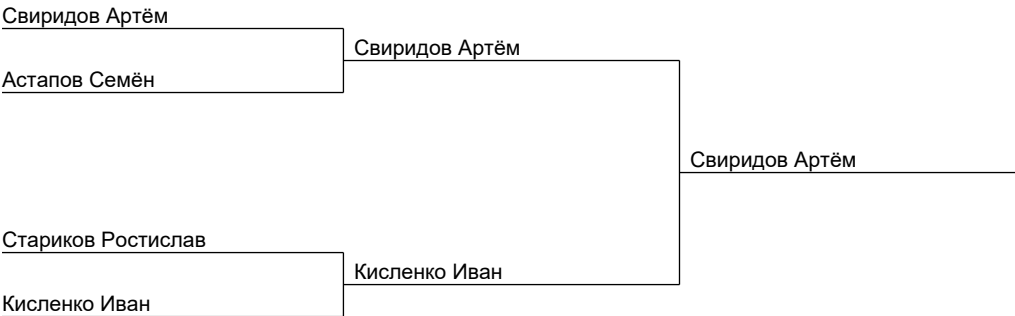 Свиридов Артём
Свиридов Артём
Астапов Семён
Свиридов Артём
Стариков Ростислав
Кисленко Иван
Кисленко Иван